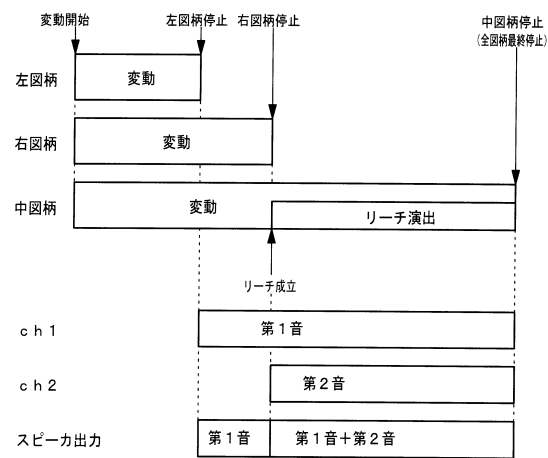 変動開始
左図柄停止
右図柄停止
中図柄停止
(全図柄最終停止)
左図柄
変動
右図柄
変動
中図柄
変動
リーチ演出
リーチ成立
ch1
第1音
ch2
第2音
スピーカ出力
第1音
第1音+第2音